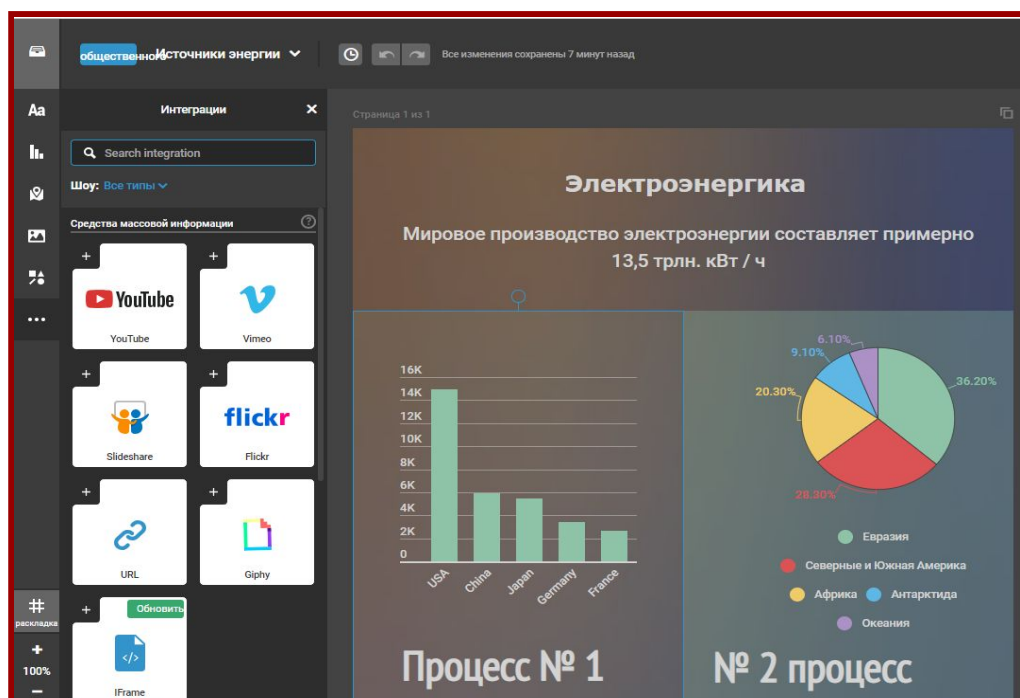 общественного
Источники энергии
Все изменения сохранены 7 минут назад
Aa
Интеграции
Search integration
Шоу: Все типы
Средства массовой информации
YouTube
YouTube
Vimeo
Slideshare
flickr
Flickr
URL
Giphy
Обновить
IFrame
раскладка
100%
Страница 1 из 1
Электроэнергика
Мировое производство электроэнергии составляет примерно
13,5 трлн. кВт / ч
16K
14K
12K
10K
8K
6K
4K
2K
0
USA
China
Japan
Germany
France
Процесс № 1
6.10%
9.10%
20.30%
36.20%
28.30%
Евразия
Северные и Южная Америка
Африка
Антарктида
Океания
№ 2 процесс